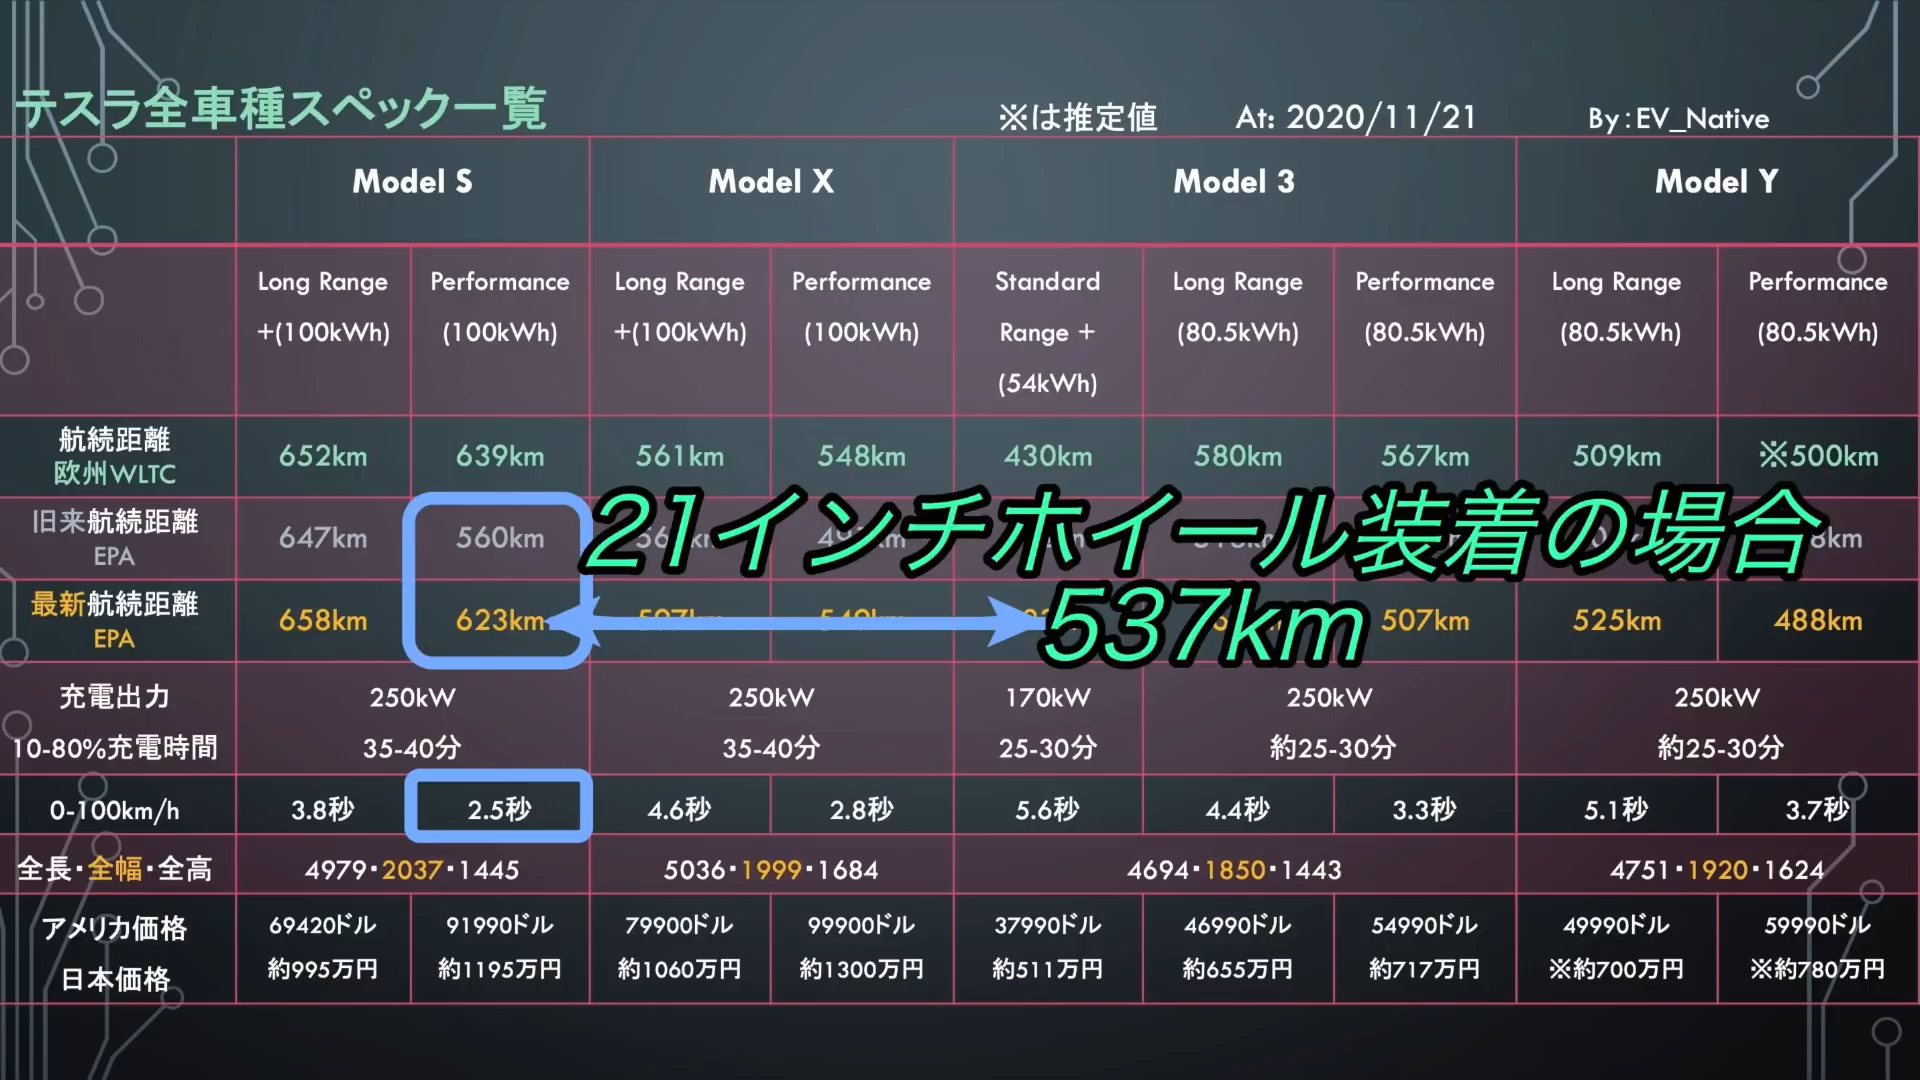 テスラ全車種スペック一覧 ※は推定値 At: 2020/11/21 By:EV_Native
Model S Model X Model 3 Model Y
Long Range Performance Long Range Performance Standard Long Range Performance Long Range Performance
+(100kWh) (100kWh) +(100kWh) (100kWh) Range + (80.5kWh) (80.5kWh) (80.5kWh) (80.5kWh)
(54kWh)
航続距離 652km 639km 561km 548km 430km 580km 567km 509km ※500km
欧州WLTC
旧来航続距離 647km 560km
EPA
21インチホイール装着の場合
最新航続距離 658km 623km 507km 525km 488km
EPA
537km
充電出力 250kW 250kW 170kW 250kW 250kW
10-80%充電時間 35-40分 35-40分 25-30分 約25-30分 約25-30分
0-100km/h 3.8秒 2.5秒 4.6秒 2.8秒 5.6秒 4.4秒 3.3秒 5.1秒 3.7秒
全長・全幅・全高 4979・2037・1445 5036・1999・1684 4694・1850・1443 4751・1920・1624
アメリカ価格 69420ドル 91990ドル 79900ドル 99900ドル 37990ドル 46990ドル 54990ドル 49990ドル 59990ドル
日本価格 約995万円 約1195万円 約1060万円 約1300万円 約511万円 約655万円 約717万円 ※約700万円 ※約780万円